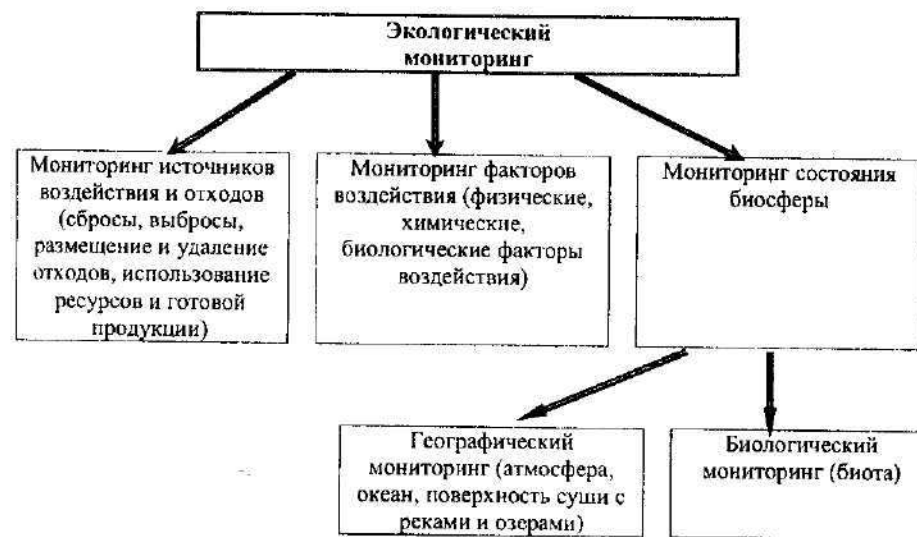 Экологический
мониторинг
Мониторинг источников
воздействия и отходов
(сбросы, выбросы,
размещение и удаление
отходов, использование
ресурсов и готовой
продукции)
Мониторинг факторов
воздействия (физические,
химические,
биологические факторы
воздействия)
Мониторинг состояния
биосферы
Географический
мониторинг (атмосфера,
океан, поверхность суши с
реками и озерами)
Биологический
мониторинг (биота)